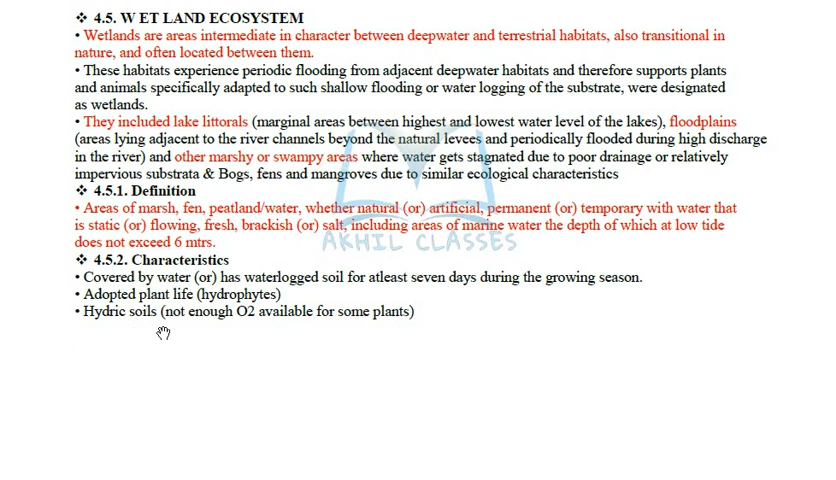 ❖ 4.5. W ET LAND ECOSYSTEM
• Wetlands are areas intermediate in character between deepwater and terrestrial habitats, also transitional in
nature, and often located between them.
• These habitats experience periodic flooding from adjacent deepwater habitats and therefore supports plants
and animals specifically adapted to such shallow flooding or water logging of the substrate, were designated
as wetlands.
• They included lake littorals (marginal areas between highest and lowest water level of the lakes), floodplains
(areas lying adjacent to the river channels beyond the natural levees and periodically flooded during high discharge
in the river) and other marshy or swampy areas where water gets stagnated due to poor drainage or relatively
impervious substrata & Bogs, fens and mangroves due to similar ecological characteristics
❖ 4.5.1. Definition
• Areas of marsh, fen, peatland/water, whether natural (or) artificial, permanent (or) temporary with water that
is static (or) flowing, fresh, brackish (or) salt, including areas of marine water the depth of which at low tide
does not exceed 6 mtrs.
AKHIL CLASSES
❖ 4.5.2. Characteristics
• Covered by water (or) has waterlogged soil for atleast seven days during the growing season.
• Adopted plant life (hydrophytes)
• Hydric soils (not enough O2 available for some plants)